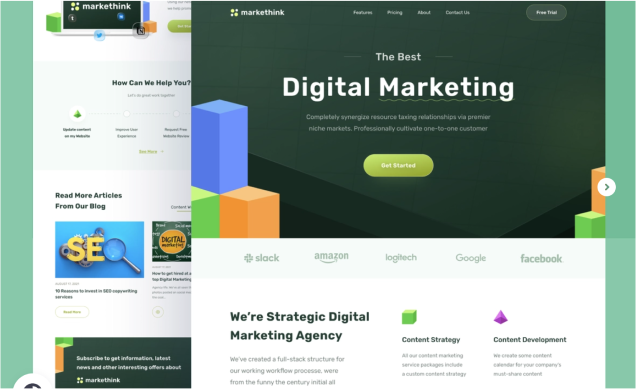 markethink
How Can We Help You?
Let's do great work together
Update content
on my Website
Improve User
Experience
Request Free
Website Review
See More
Read More Articles
From Our Blog
Content W
SEO
DIGITAL
MARKETING
10 Reasons to invest in SEO copywriting
services
Read More
How to get hired at a
top Digital Marketing
Subscribe to get information, latest
news and other interesting offers about
markethink
markethink
Features
Pricing
About
Contact Us
Free Trial
The Best
Digital Marketing
Completely synergize resource taxing relationships via premier
niche markets. Professionally cultivate one-to-one customer
Get Started
slack
amazon
logitech
Google
facebook
We're Strategic Digital
Marketing Agency
We've created a full-stack structure for
our working workflow processe, were
from the funny the century initial all
Content Strategy
All our content marketing
service packages include
a custom content strategy
Content Development
We create some content
calendar for your company's
must-share content